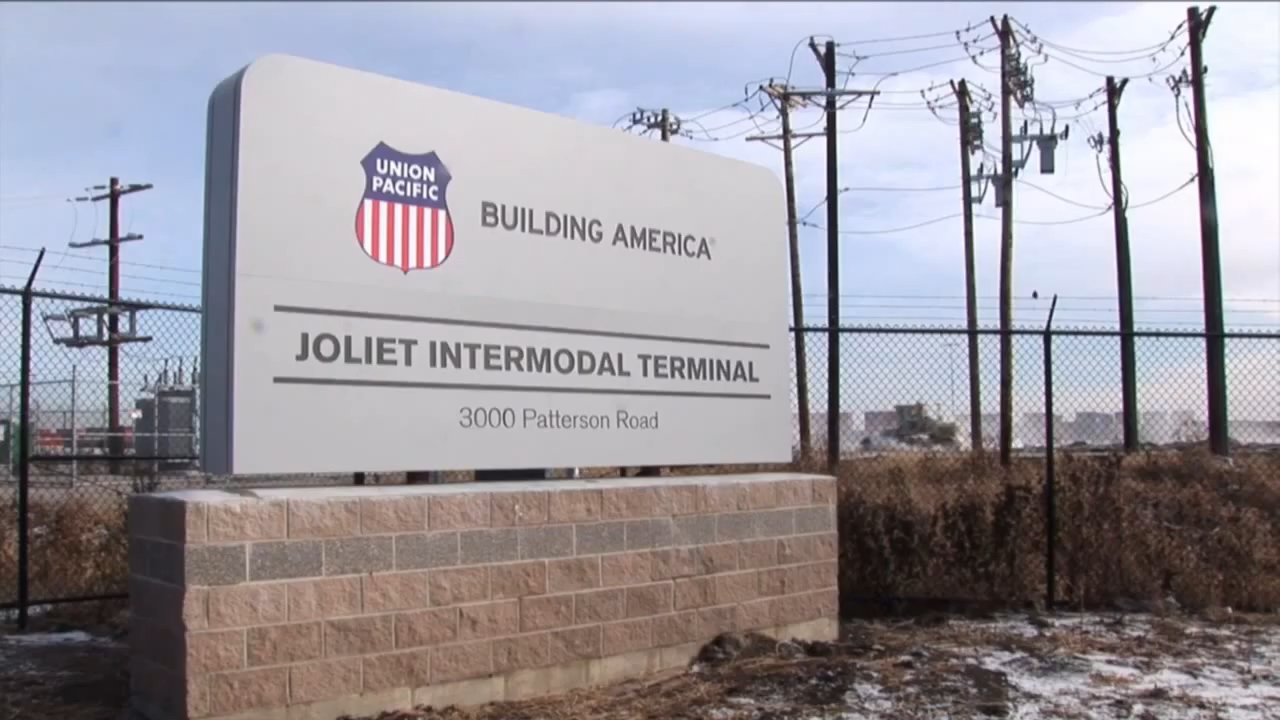 UNION
PACIFIC
BUILDING AMERICA®
JOLIET INTERMODAL TERMINAL
3000 Patterson Road